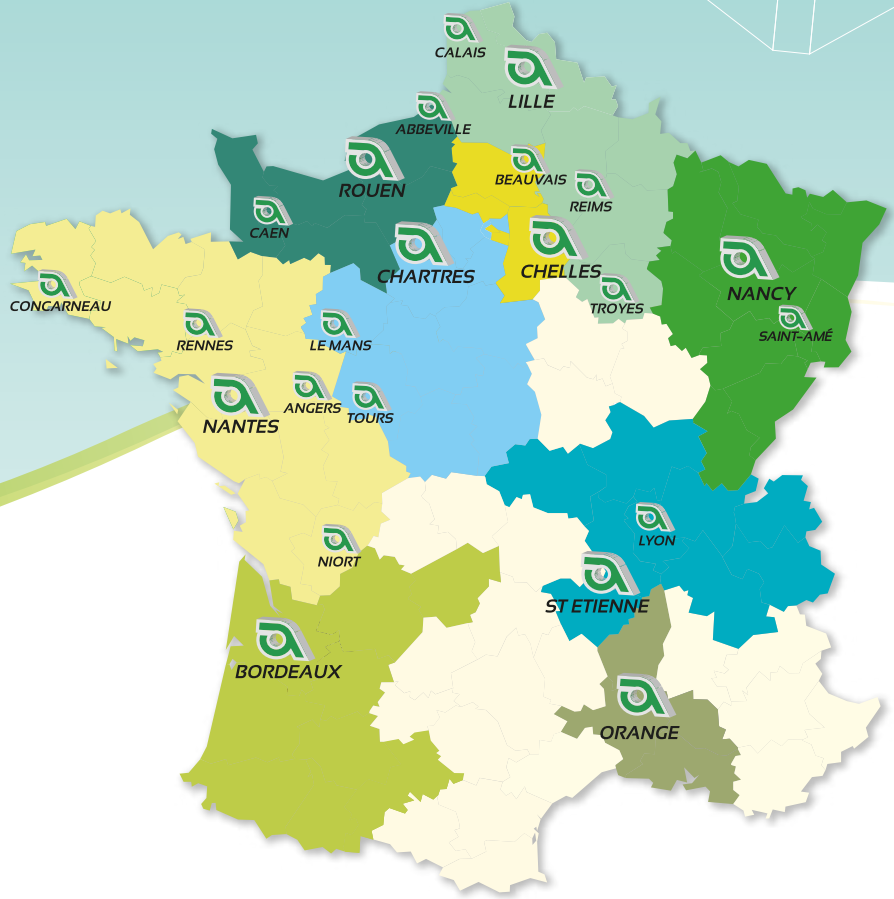 CALAIS
LILLE
ABBEVILLE
ROUEN
BEAUVAIS
REIMS
CAEN
CHARTRES
CHELLES
NANCY
CONCARNEAU
TROYES
SAINT-AMÉ
RENNES
LE MANS
NANTES
ANGERS
TOURS
LYON
NIORT
ST ETIENNE
BORDEAUX
ORANGE